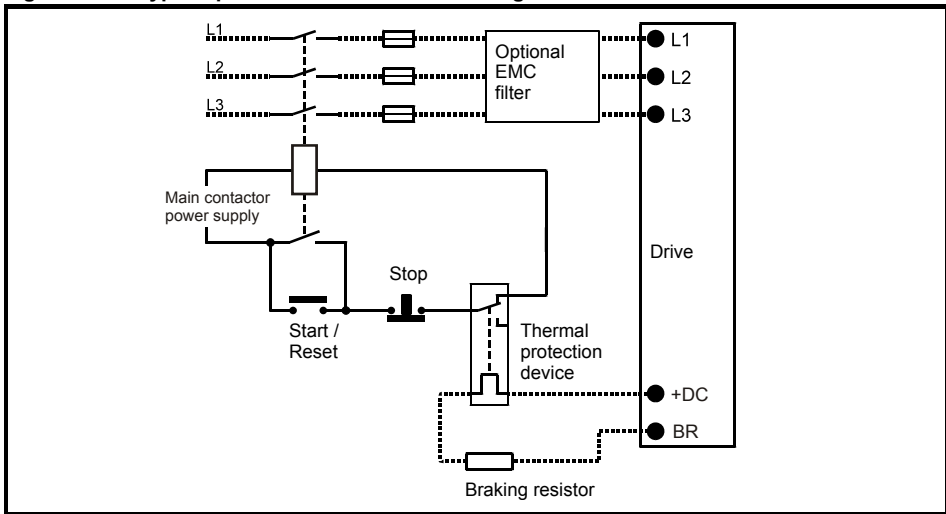 L1
L2
L3
Optional
EMC
filter
L1
L2
L3
Main contactor
power supply
Drive
Stop
Start /
Reset
Thermal
protection
device
+DC
BR
Braking resistor